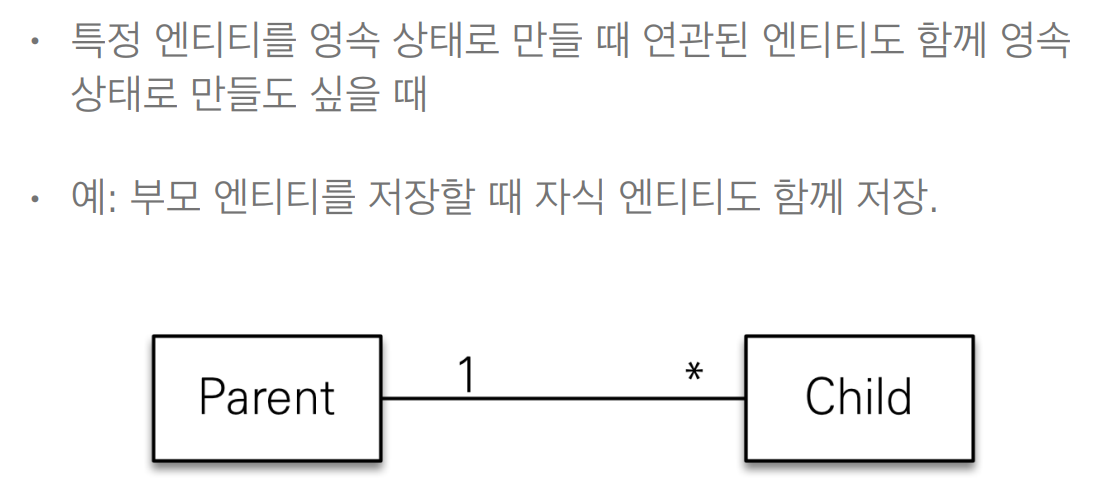 • 특정 엔티티를 영속 상태로 만들 때 연관된 엔티티도 함께 영속
상태로 만들도 싶을 때
• 예: 부모 엔티티를 저장할 때 자식 엔티티도 함께 저장.
1 *
Parent Child